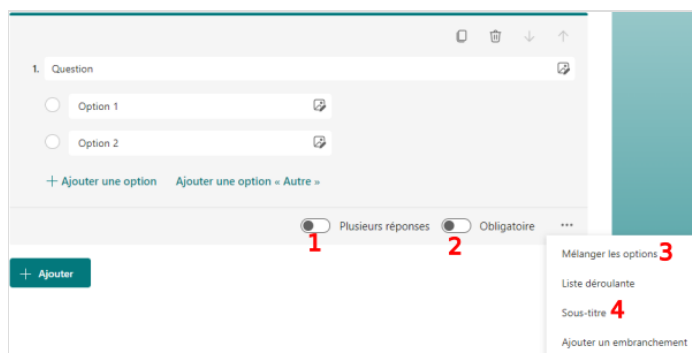 1. Question
Option 1
Option 2
+ Ajouter une option Ajouter une option « Autre »
Plusieurs réponses Obligatoire ...
1 2
Mélanger les options 3
+ Ajouter
Liste déroulante
Sous-titre 4
Ajouter un embranchement